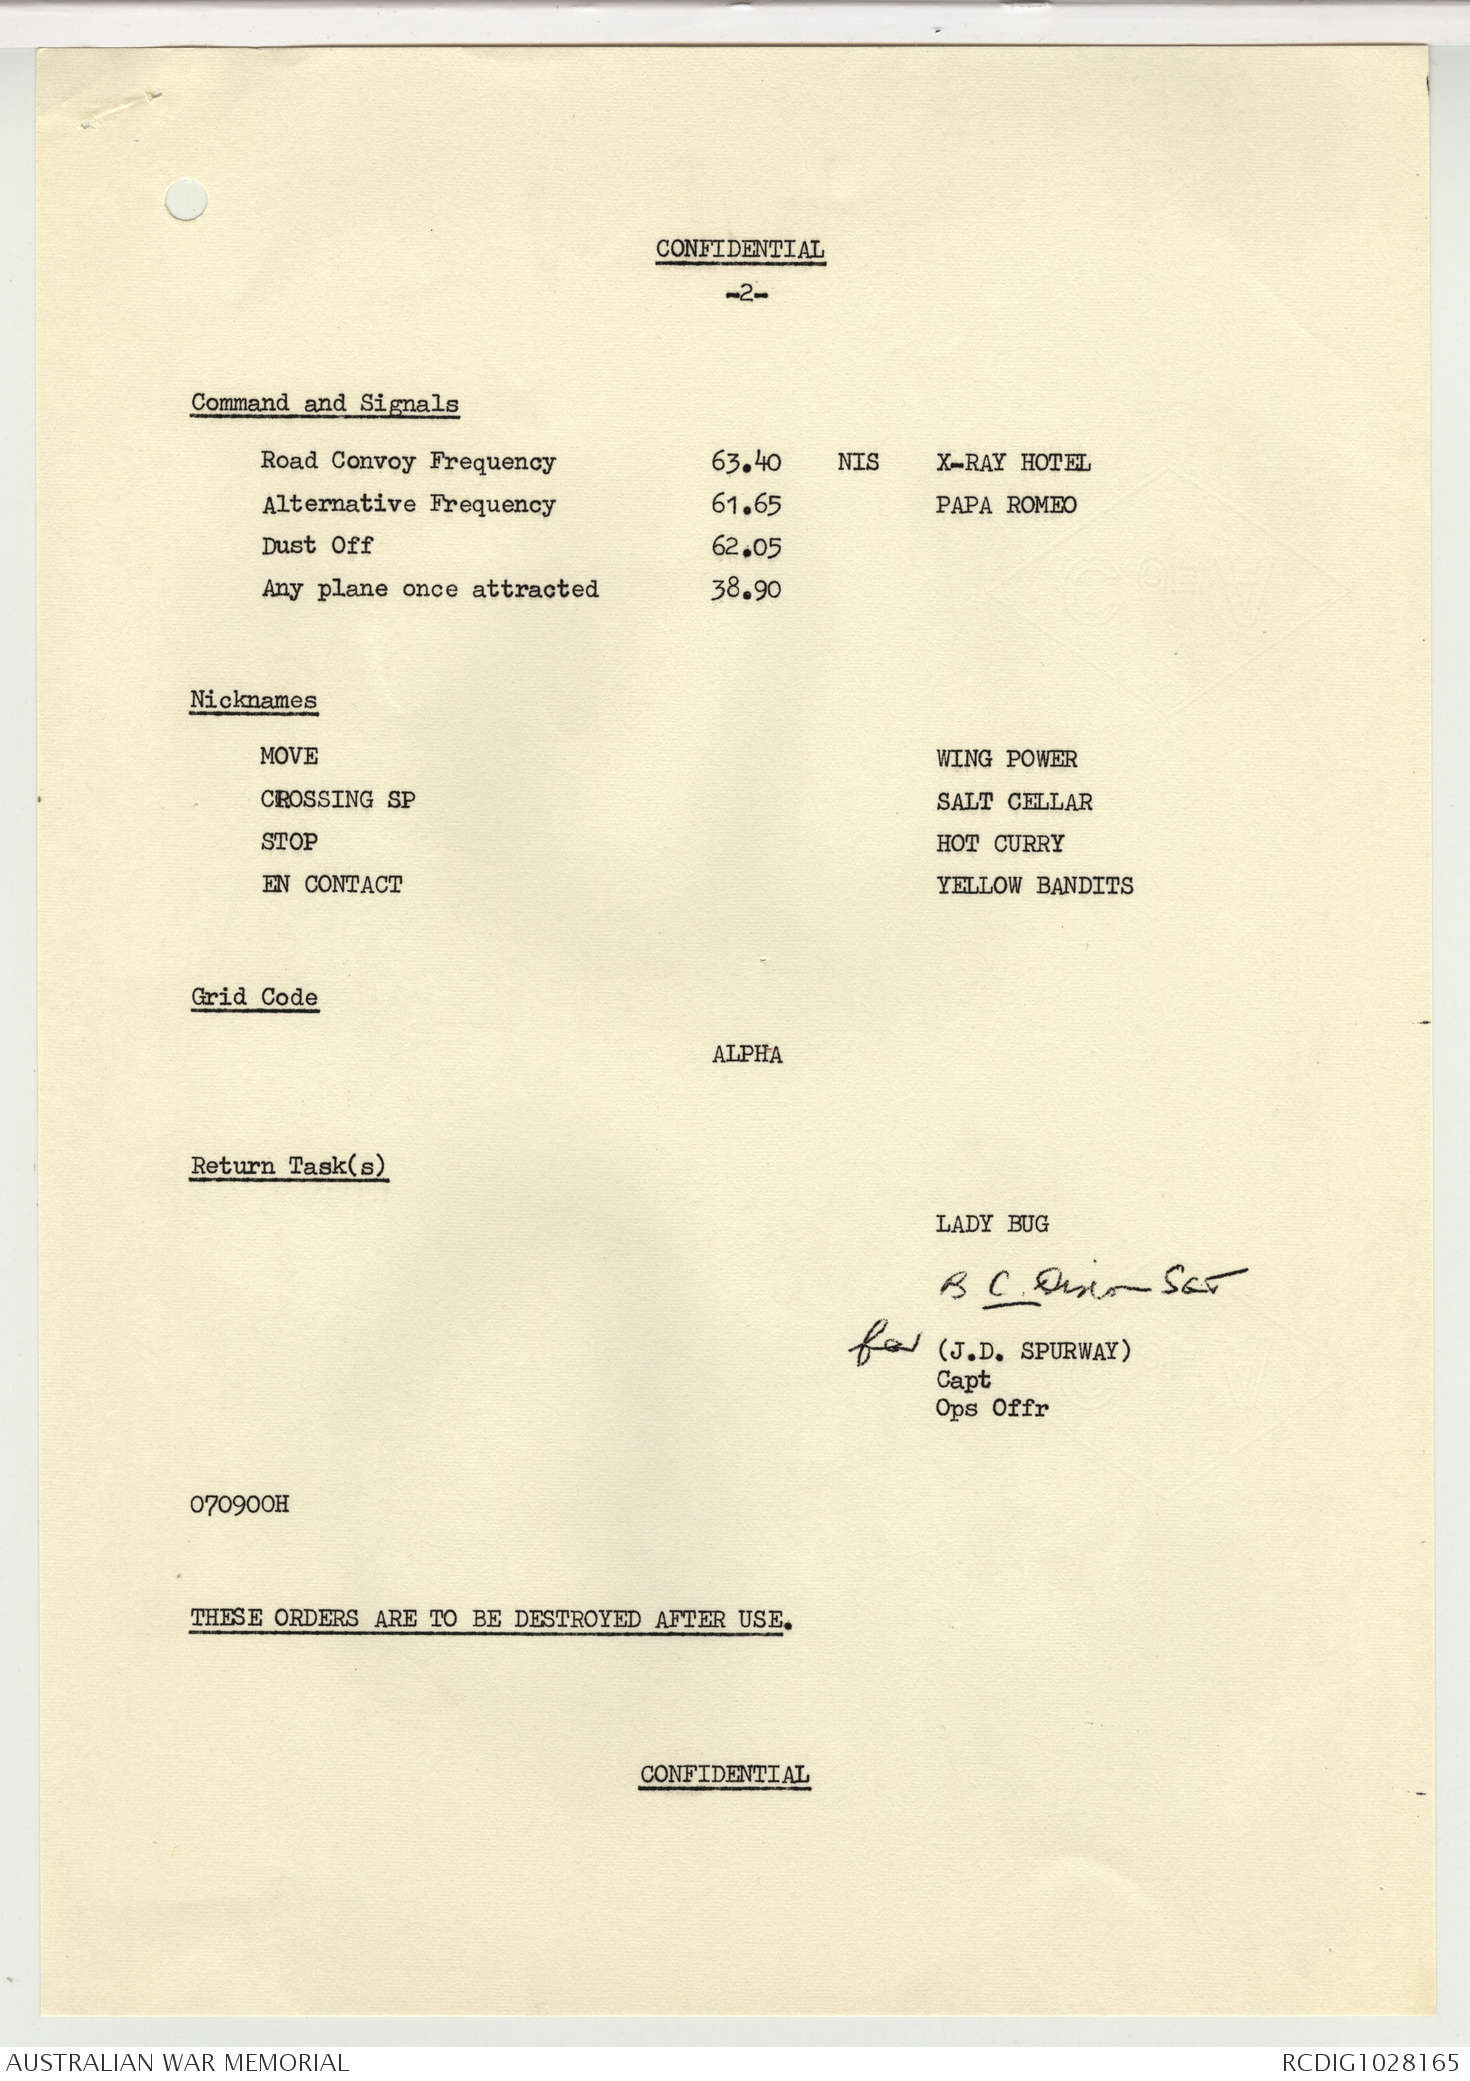 CONFIDENTIAL
-2-
Command and Signals
Road Convoy Frequency 63.40 NIS X-RAY HOTEL
Alternative Frequency 61.65 PAPA ROMEO
Dust Off 62.05
Any plane once attracted 38.90
Nicknames
MOVE WING POWER
CROSSING SP SALT CELLAR
STOP HOT CURRY
EN CONTACT YELLOW BANDITS
Grid Code
ALPHA
Return Task(s)
LADY BUG
B C. Dixon SGT
for (J.D. SPURWAY)
Capt
Ops Offr
070900H
THESE ORDERS ARE TO BE DESTROYED AFTER USE.
CONFIDENTIAL
AUSTRALIAN WAR MEMORIAL RCDIG1028165